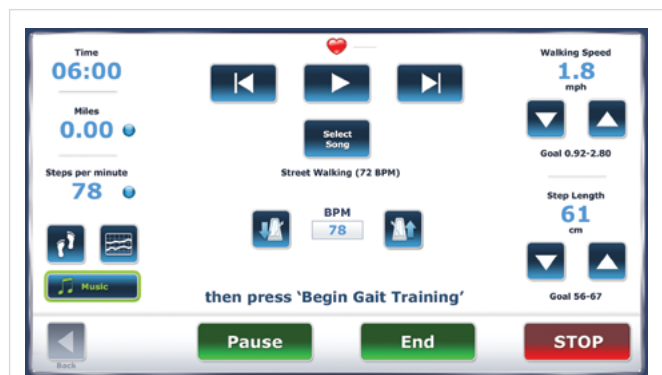 Time
06:00
Miles
0.00
Steps per minute
78
Music
Select
Song
Street Walking (72 BPM)
BPM
78
then press ‘Begin Gait Training’
Walking Speed
1.8
mph
Goal 0.92-2.80
Step Length
61
cm
Goal 56-67
Back
Pause
End
STOP